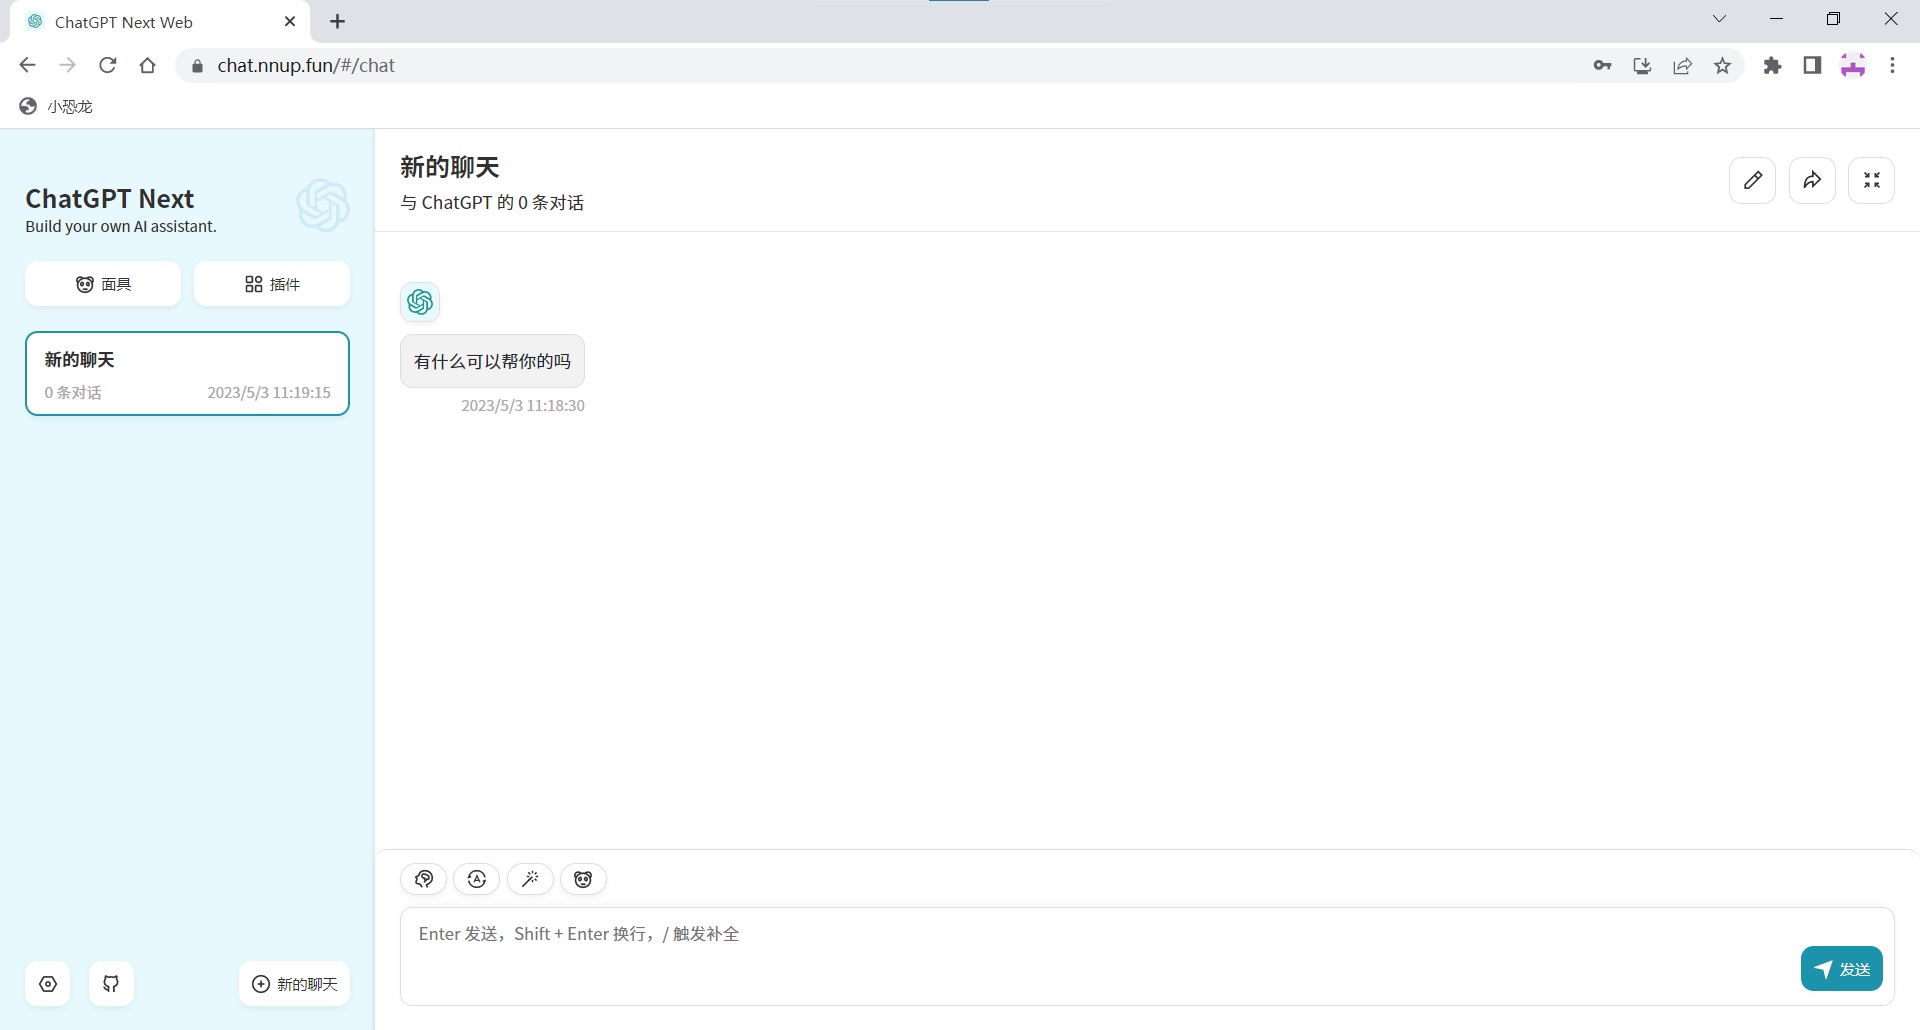 ChatGPT Next Web
chat.nnup.fun/#/chat
小恐龙
ChatGPT Next
Build your own AI assistant.
面具
插件
新的聊天
0 条对话
2023/5/3 11:19:15
新的聊天
与 ChatGPT 的 0 条对话
有什么可以帮你的吗
2023/5/3 11:18:30
Enter 发送，Shift + Enter 换行，/ 触发补全
发送
新的聊天